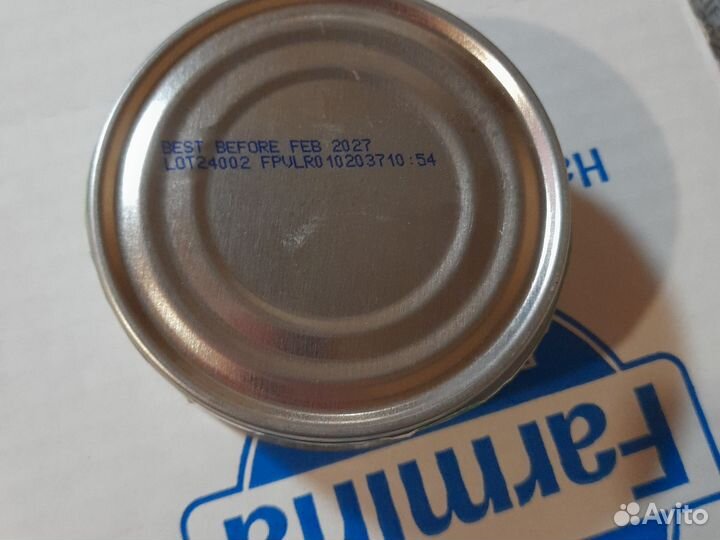 BEST BEFORE FEB 2027
LOT24002 FPVLR010203710:54
Farmina
Avito